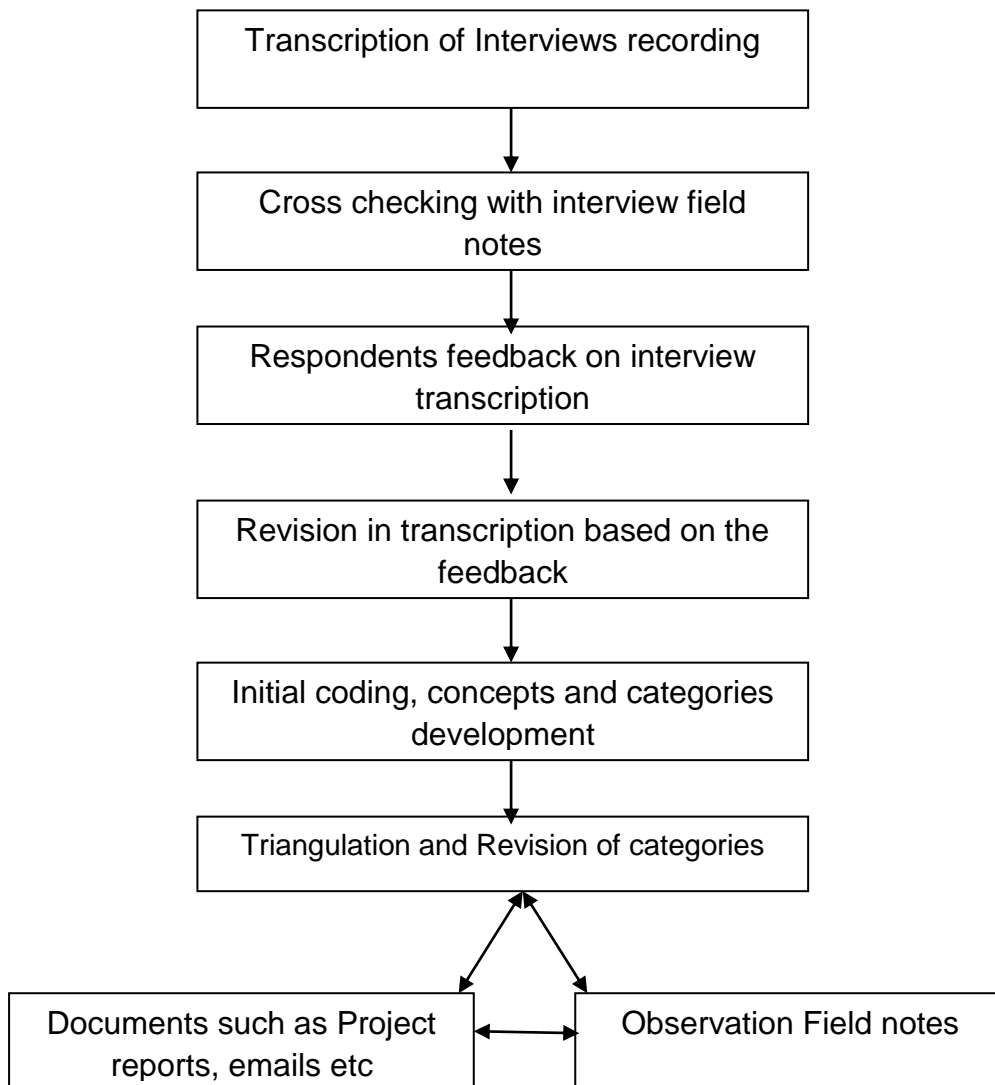 Transcription of Interviews recording
Cross checking with interview field
notes
Respondents feedback on interview
transcription
Revision in transcription based on the
feedback
Initial coding, concepts and categories
development
Triangulation and Revision of categories
Documents such as Project
reports, emails etc
Observation Field notes